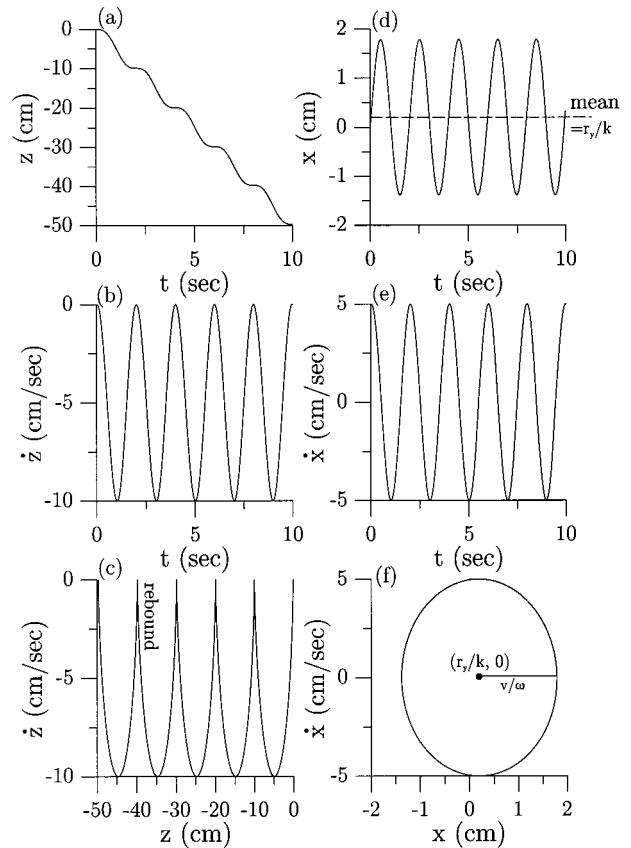 (a)
z (cm)
0
-10
-20
-30
-40
-50
0 5 10
t (sec)
(d)
x (cm)
2
1
0
-1
-2
mean
=r_y/k
0 5 10
t (sec)
(b)
ż (cm/sec)
0
-5
-10
0 5 10
t (sec)
(e)
ẋ (cm/sec)
5
0
-5
0 5 10
t (sec)
(c)
ż (cm/sec)
0
-5
-10
rebound
-50 -40 -30 -20 -10 0
z (cm)
(f)
ẋ (cm/sec)
5
0
-5
(r_y/k, 0)
v/ω
-2 -1 0 1 2
x (cm)